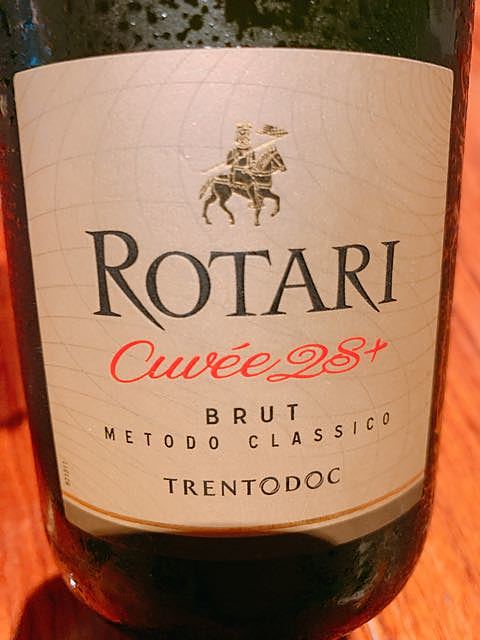 ROTARI
Cuvée 28+
BRUT
METODO CLASSICO
TRENTODOC